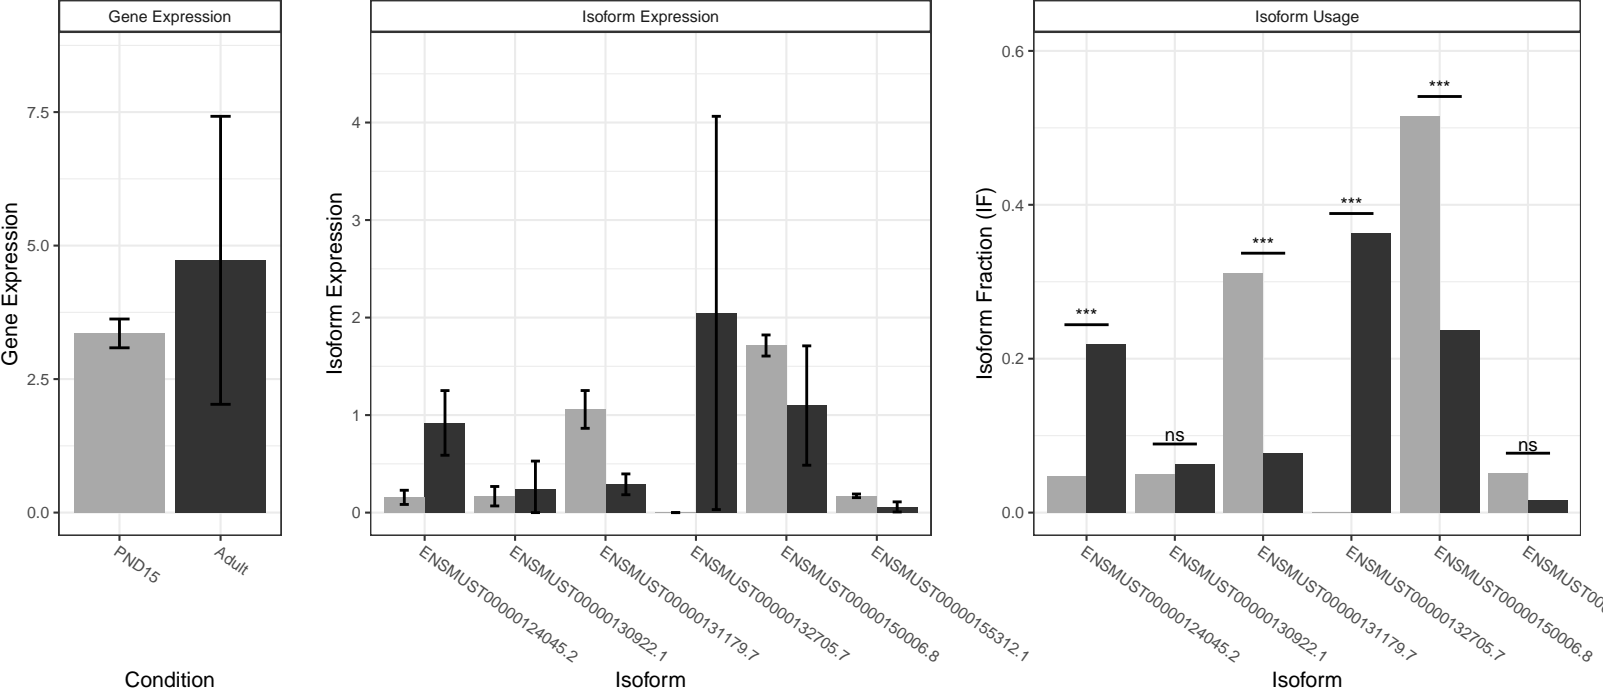 Gene Expression
Isoform Expression
Isoform Usage
Gene Expression
7.5
5.0
2.5
0.0
PND15
Adult
Condition
Isoform Expression
4
3
2
1
0
ENSMUST00000124045.2
ENSMUST00000130922.1
ENSMUST00000131179.7
ENSMUST00000132705.7
ENSMUST00000150006.8
ENSMUST00000155312.1
Isoform
Isoform Fraction (IF)
0.6
0.4
0.2
0.0
***
ns
***
***
***
ns
ENSMUST00000124045.2
ENSMUST00000130922.1
ENSMUST00000131179.7
ENSMUST00000132705.7
ENSMUST00000150006.8
Isoform